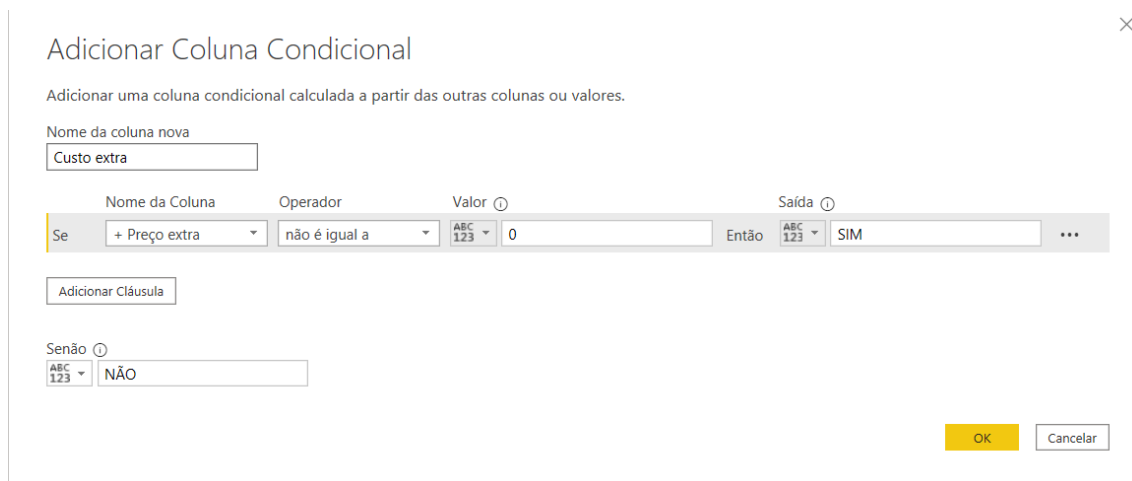 Adicionar Coluna Condicional
Adicionar uma coluna condicional calculada a partir das outras colunas ou valores.
Nome da coluna nova
Custo extra
Nome da Coluna Operador Valor Saída
Se + Preço extra não é igual a ABC 123 0 Então ABC 123 SIM ...
Adicionar Cláusula
Senão
ABC 123 NÃO
OK Cancelar